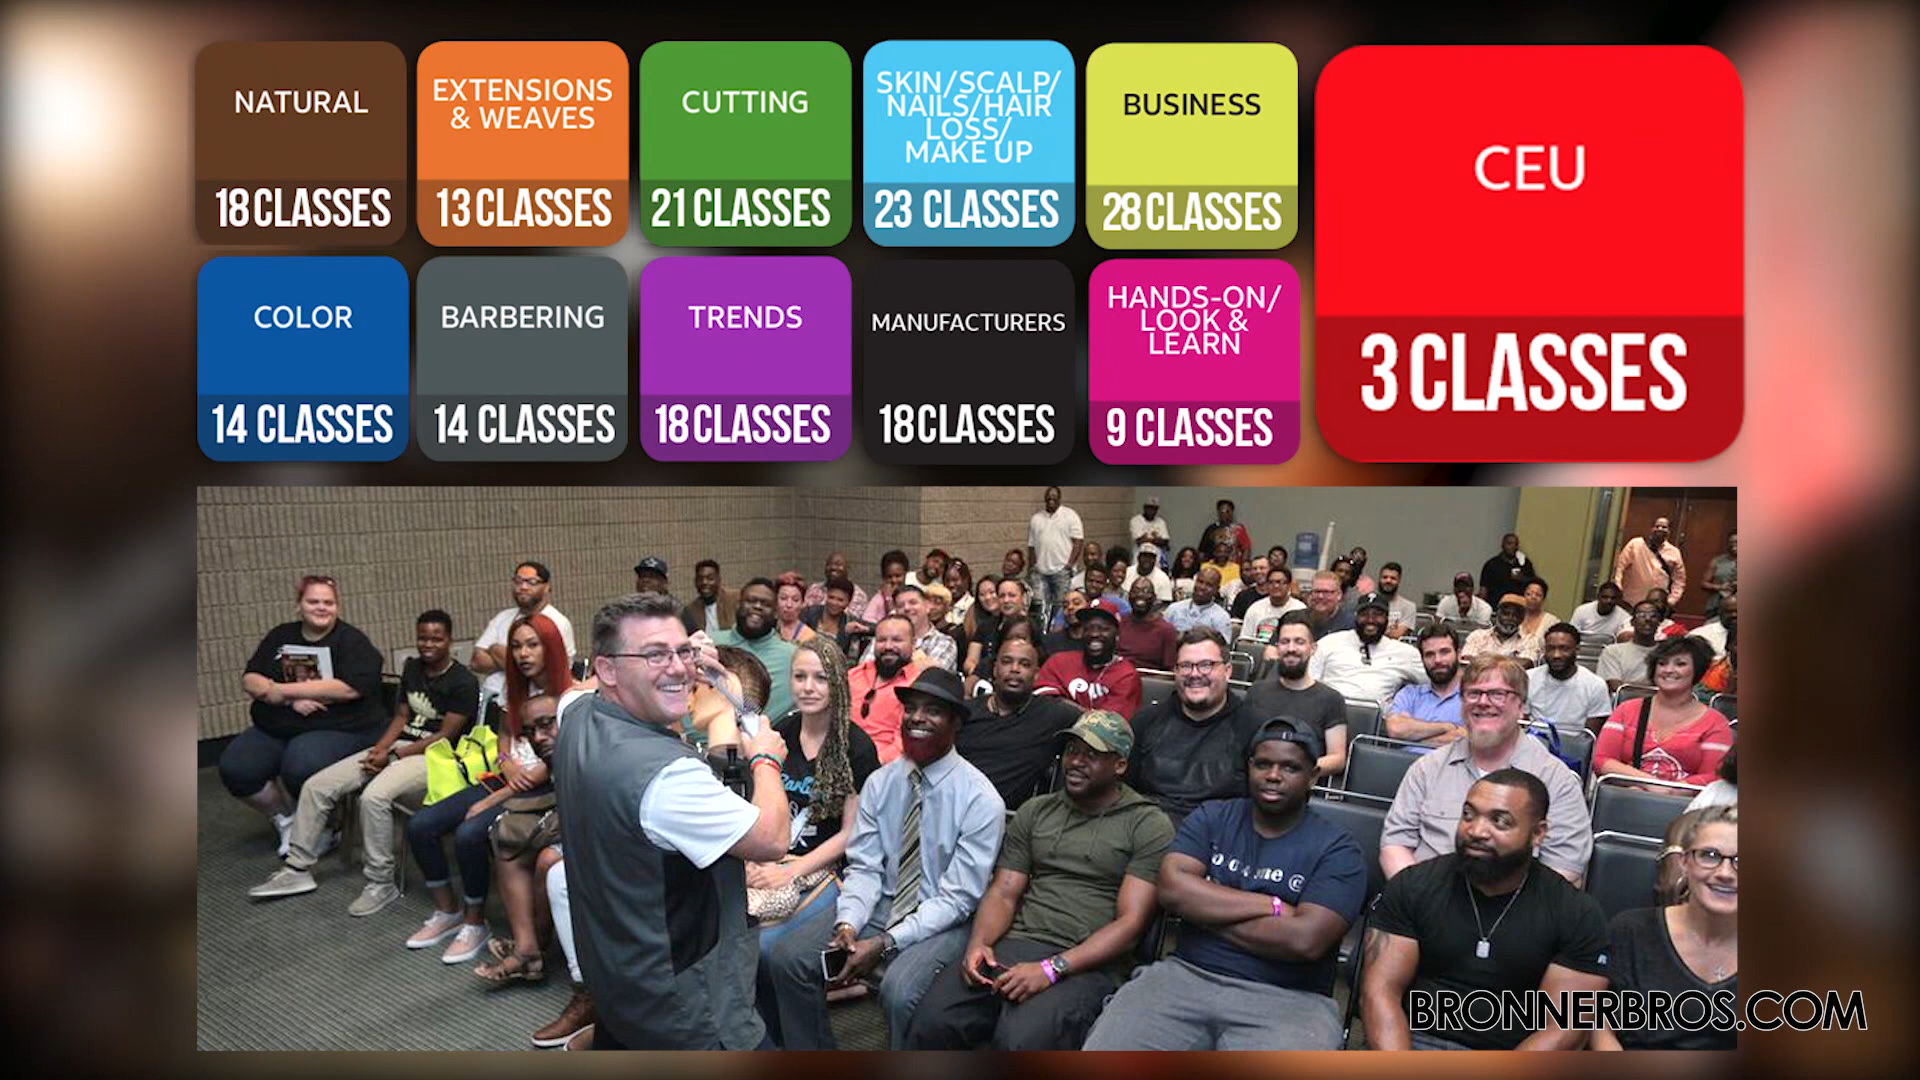 NATURAL
18 CLASSES
EXTENSIONS
& WEAVES
13 CLASSES
CUTTING
21 CLASSES
SKIN/SCALP/
NAILS/HAIR
LOSS/
MAKE UP
23 CLASSES
BUSINESS
28 CLASSES
CEU
3 CLASSES
COLOR
14 CLASSES
BARBERING
14 CLASSES
TRENDS
18 CLASSES
MANUFACTURERS
18 CLASSES
HANDS-ON/
LOOK &
LEARN
9 CLASSES
BRONNERBROS.COM